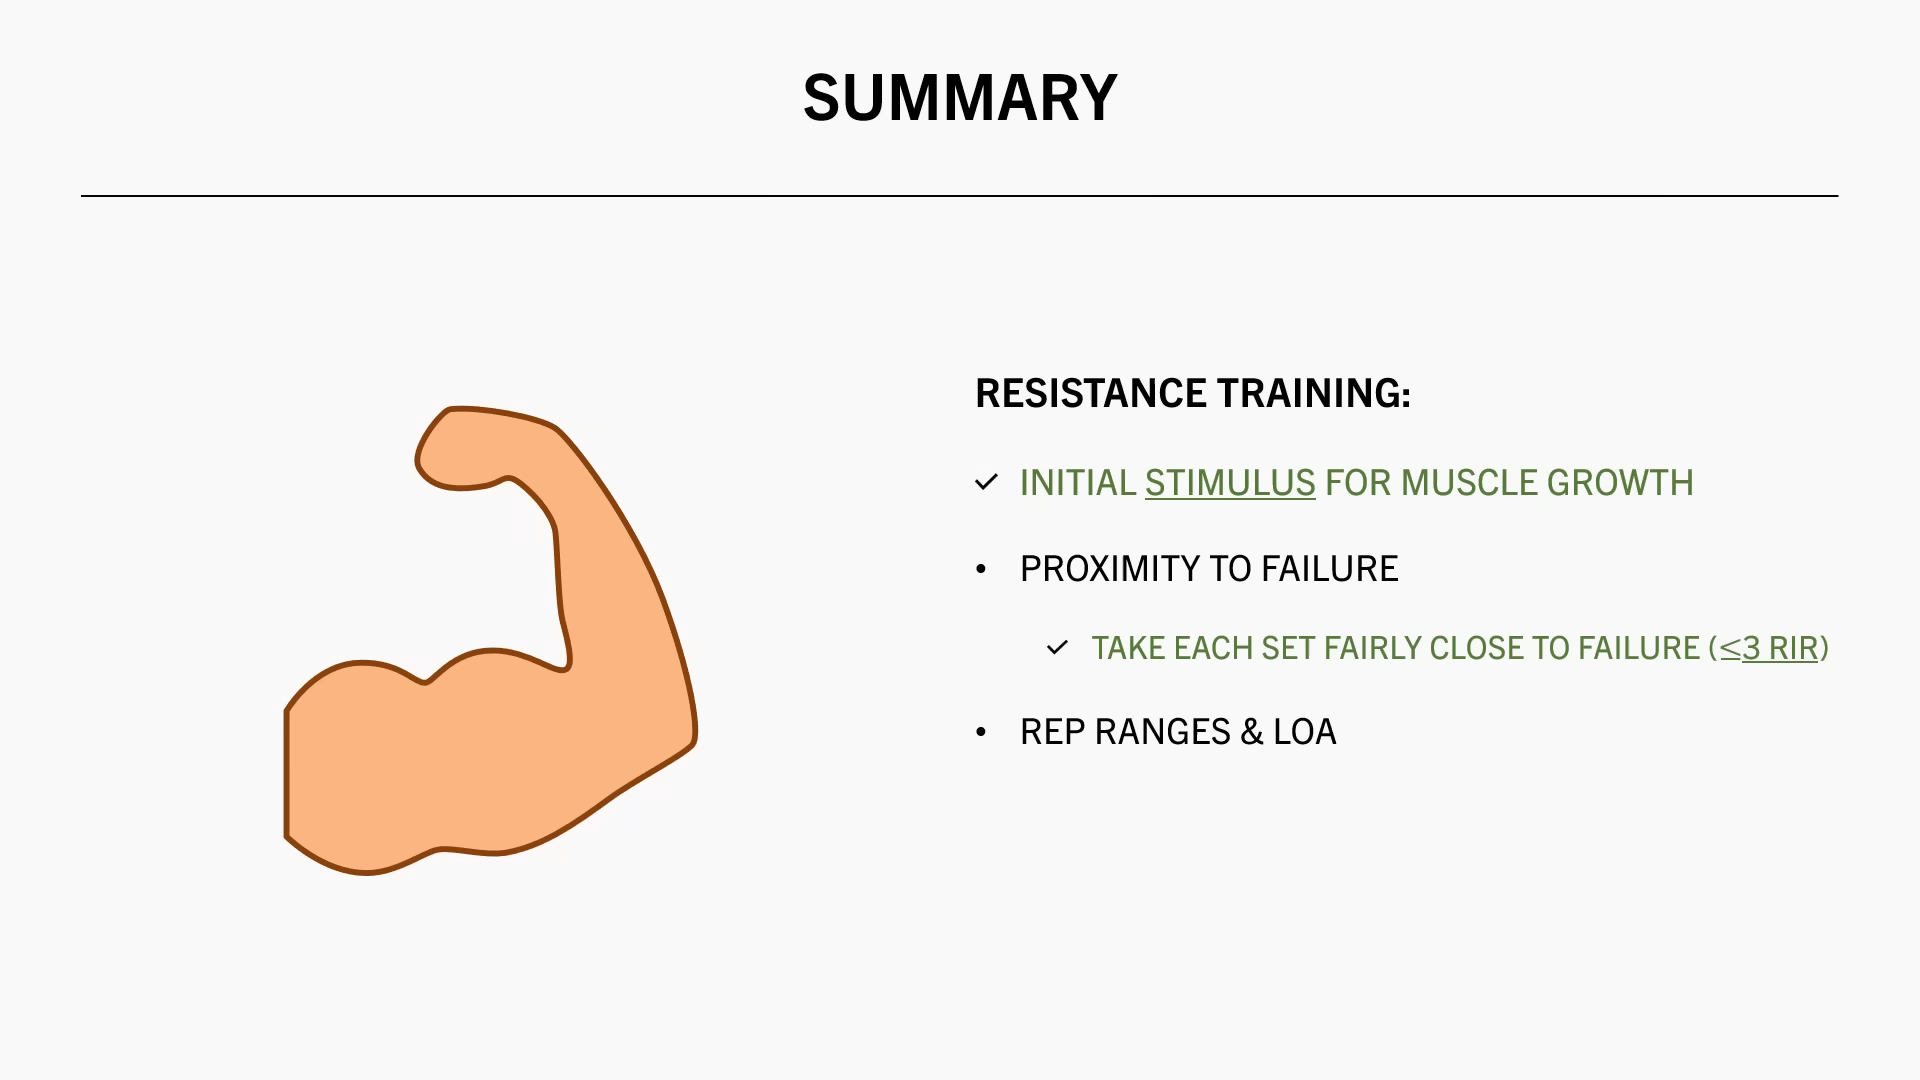 SUMMARY
RESISTANCE TRAINING:
✓ INITIAL STIMULUS FOR MUSCLE GROWTH
• PROXIMITY TO FAILURE
✓ TAKE EACH SET FAIRLY CLOSE TO FAILURE (≤3 RIR)
• REP RANGES & LOA